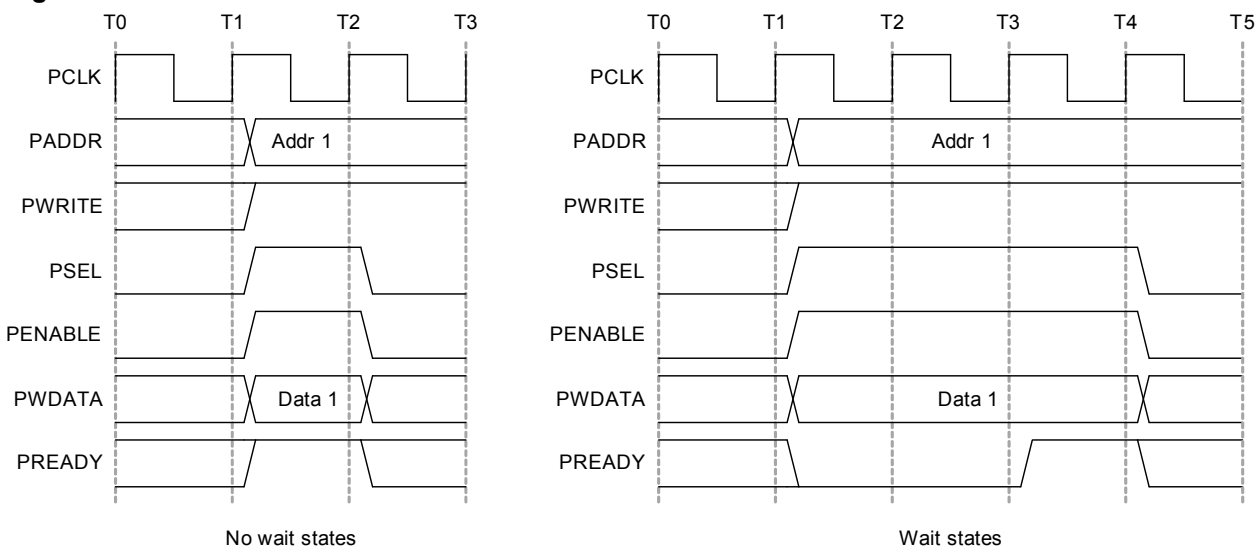 T0 T1 T2 T3
PCLK
PADDR Addr 1
PWRITE
PSEL
PENABLE
PWDATA Data 1
PREADY
No wait states
T0 T1 T2 T3 T4 T5
PCLK
PADDR Addr 1
PWRITE
PSEL
PENABLE
PWDATA Data 1
PREADY
Wait states